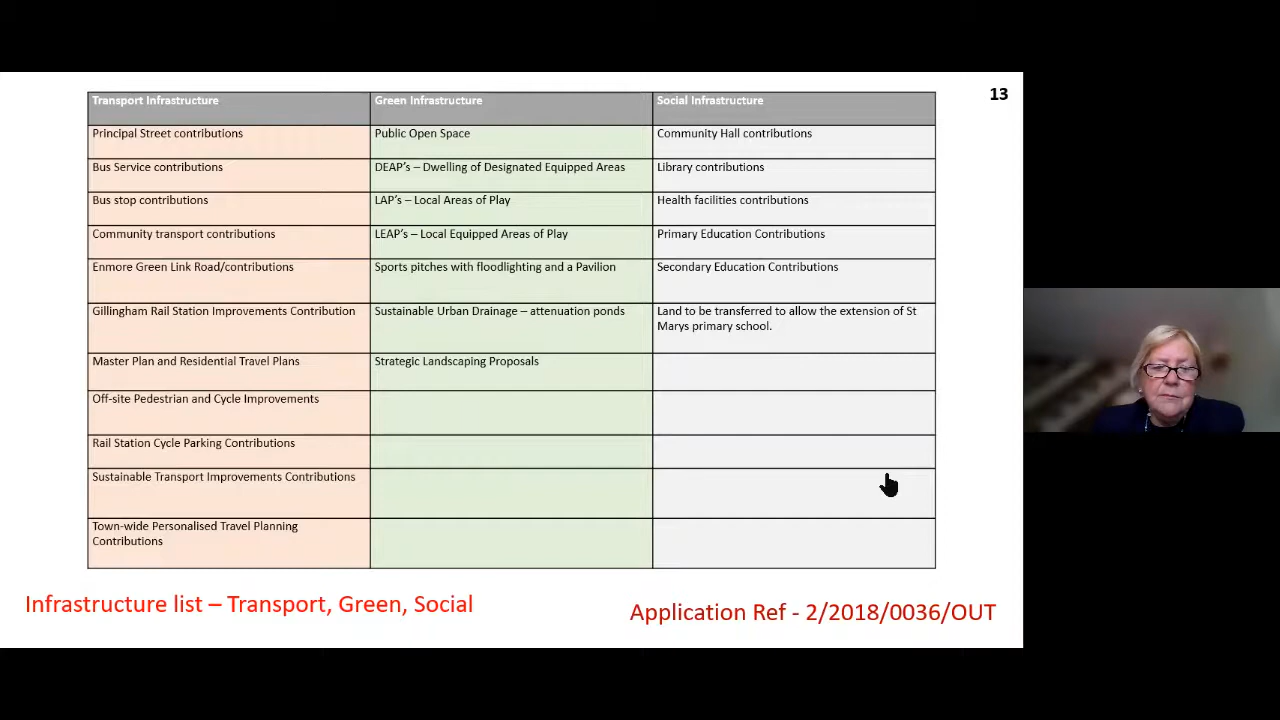 13
Transport Infrastructure Green Infrastructure Social Infrastructure
Principal Street contributions Public Open Space Community Hall contributions
Bus Service contributions DEAP's – Dwelling of Designated Equipped Areas Library contributions
Bus stop contributions LAP's – Local Areas of Play Health facilities contributions
Community transport contributions LEAP's – Local Equipped Areas of Play Primary Education Contributions
Enmore Green Link Road/contributions Sports pitches with floodlighting and a Pavilion Secondary Education Contributions
Gillingham Rail Station Improvements Contribution Sustainable Urban Drainage – attenuation ponds Land to be transferred to allow the extension of St
Marys primary school.
Master Plan and Residential Travel Plans Strategic Landscaping Proposals
Off-site Pedestrian and Cycle Improvements
Rail Station Cycle Parking Contributions
Sustainable Transport Improvements Contributions
Town-wide Personalised Travel Planning
Contributions
Infrastructure list – Transport, Green, Social
Application Ref - 2/2018/0036/OUT